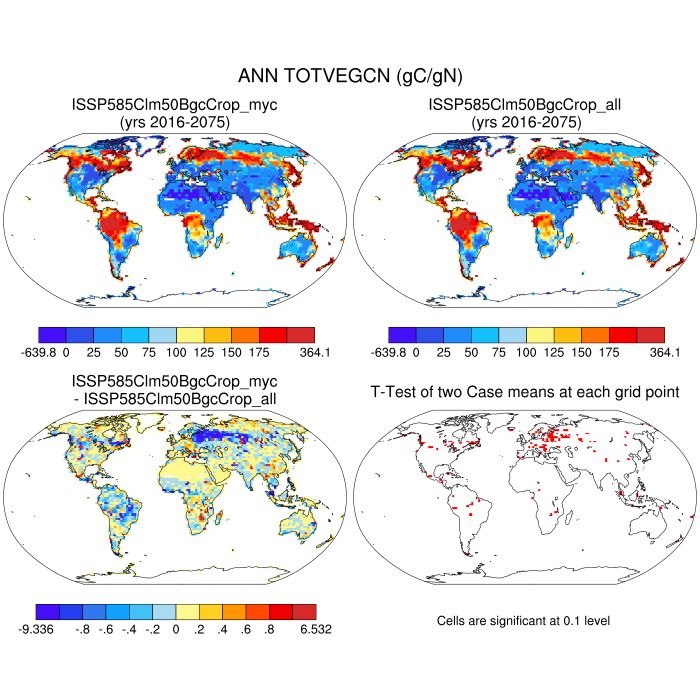 ANN TOTVEGCN (gC/gN)
ISSP585Clm50BgcCrop_myc
(yrs 2016-2075)
ISSP585Clm50BgcCrop_all
(yrs 2016-2075)
-639.8 0 25 50 75 100 125 150 175 364.1
-639.8 0 25 50 75 100 125 150 175 364.1
ISSP585Clm50BgcCrop_myc
- ISSP585Clm50BgcCrop_all
T-Test of two Case means at each grid point
-9.336 -.8 -.6 -.4 -.2 0 .2 .4 .6 .8 6.532
Cells are significant at 0.1 level